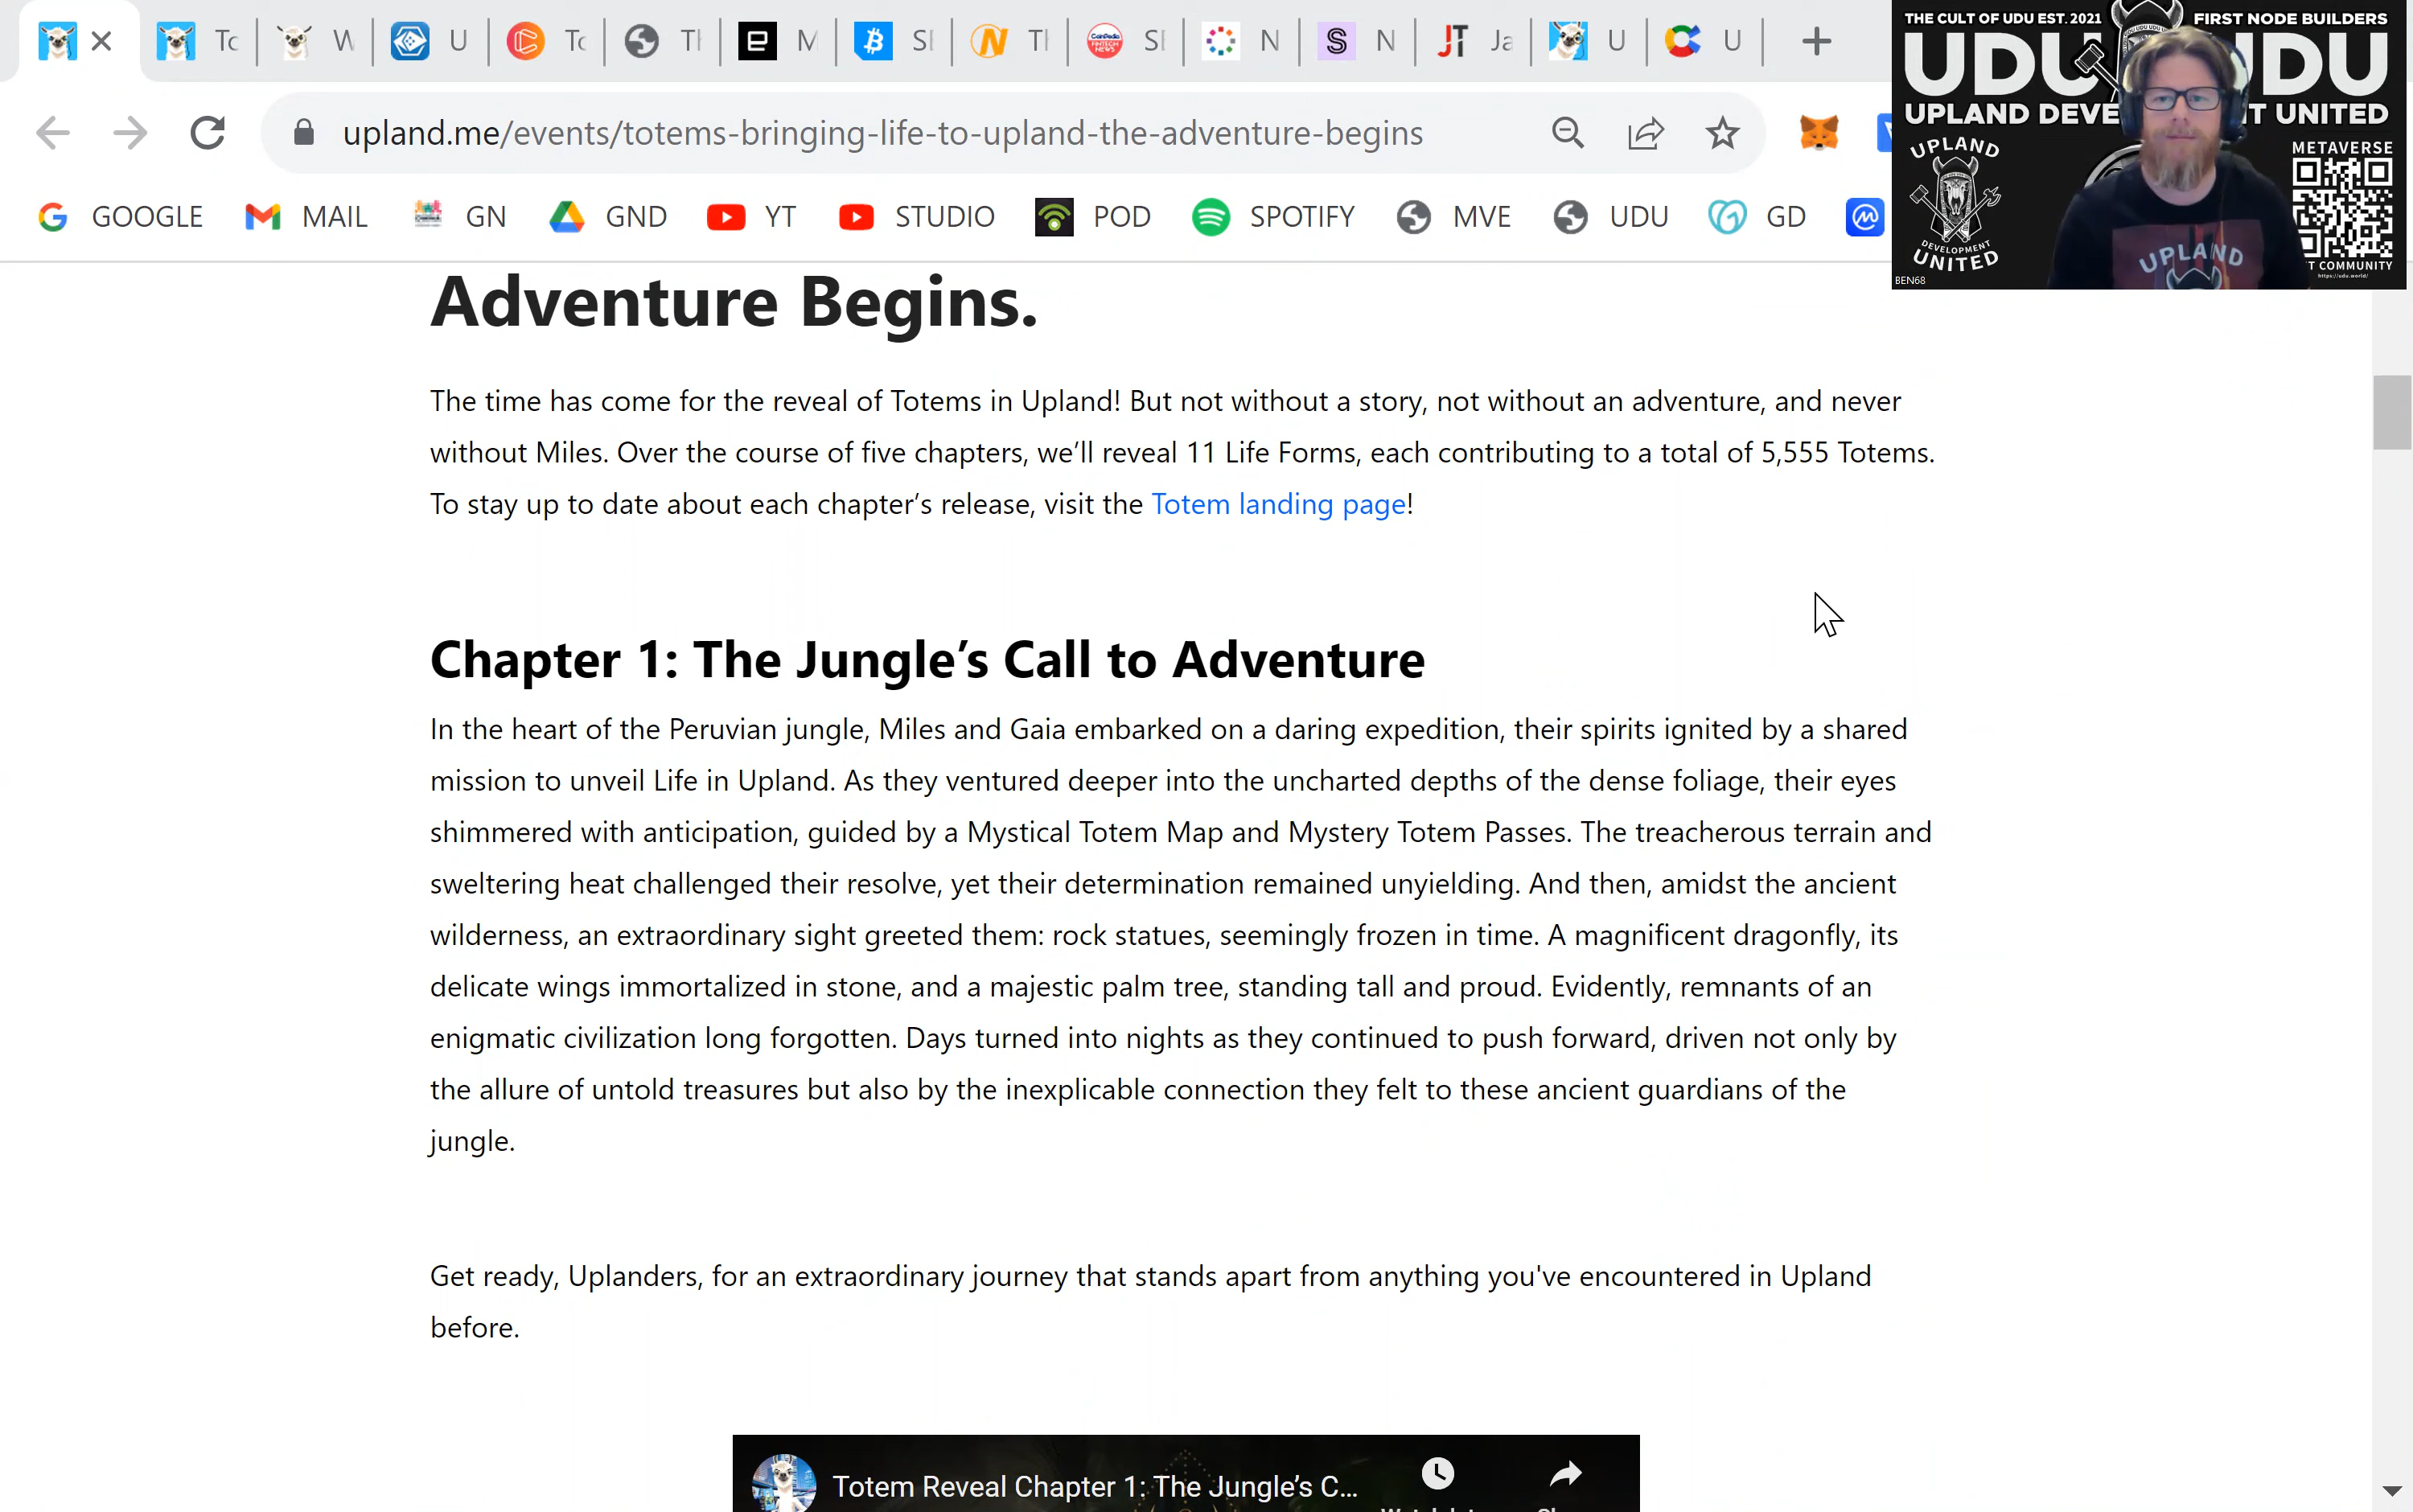 Tc
W
U
Tc
Tl
M
SI
Tl
SI
N
N
Ja
U
U
upland.me/events/totems-bringing-life-to-upland-the-adventure-begins
GOOGLE MAIL GN GND YT STUDIO POD SPOTIFY MVE UDU GD
THE CULT OF UDU EST. 2021 FIRST NODE BUILDERS
UDU UDU
UPLAND DEVE T UNITED
UPLAND
DEVELOPMENT
UNITED
METAVERSE
T COMMUNITY
https://udu.world/
UPLAND
BEN68
Adventure Begins.
The time has come for the reveal of Totems in Upland! But not without a story, not without an adventure, and never
without Miles. Over the course of five chapters, we’ll reveal 11 Life Forms, each contributing to a total of 5,555 Totems.
To stay up to date about each chapter’s release, visit the Totem landing page!
Chapter 1: The Jungle’s Call to Adventure
In the heart of the Peruvian jungle, Miles and Gaia embarked on a daring expedition, their spirits ignited by a shared
mission to unveil Life in Upland. As they ventured deeper into the uncharted depths of the dense foliage, their eyes
shimmered with anticipation, guided by a Mystical Totem Map and Mystery Totem Passes. The treacherous terrain and
sweltering heat challenged their resolve, yet their determination remained unyielding. And then, amidst the ancient
wilderness, an extraordinary sight greeted them: rock statues, seemingly frozen in time. A magnificent dragonfly, its
delicate wings immortalized in stone, and a majestic palm tree, standing tall and proud. Evidently, remnants of an
enigmatic civilization long forgotten. Days turned into nights as they continued to push forward, driven not only by
the allure of untold treasures but also by the inexplicable connection they felt to these ancient guardians of the
jungle.
Get ready, Uplanders, for an extraordinary journey that stands apart from anything you've encountered in Upland
before.
Totem Reveal Chapter 1: The Jungle’s C...